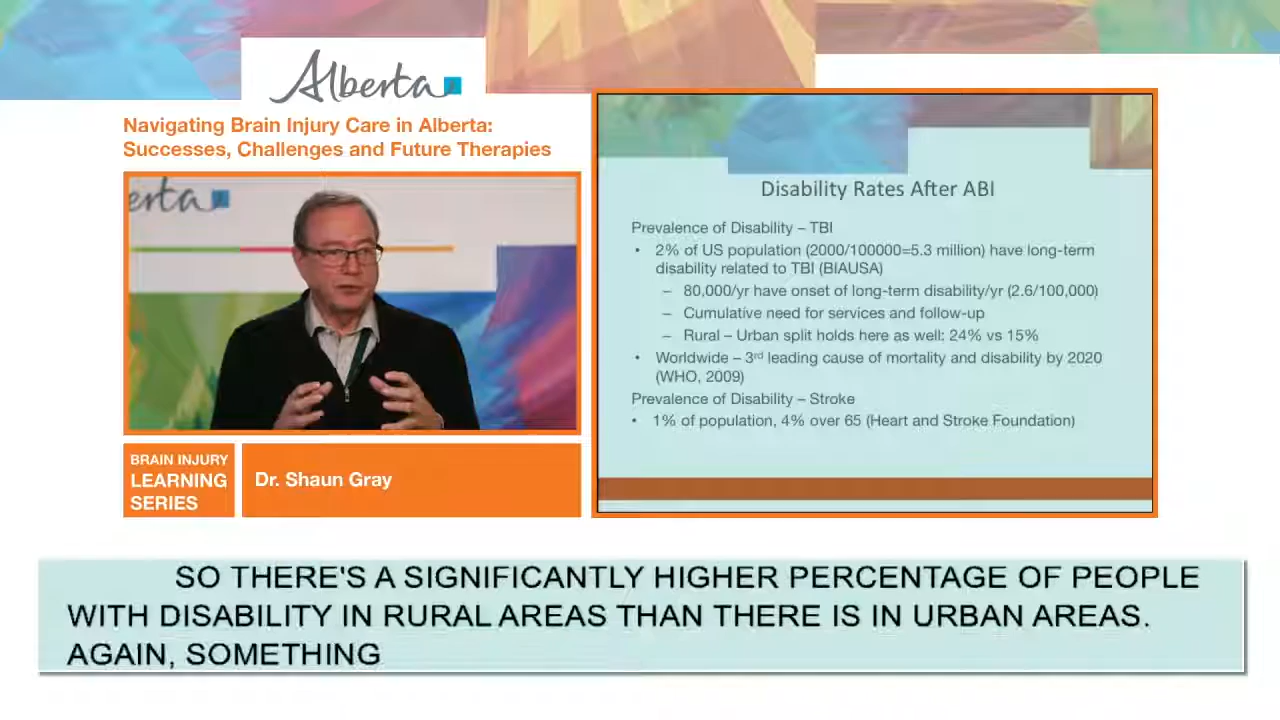 Alberta
Navigating Brain Injury Care in Alberta:
Successes, Challenges and Future Therapies
erta
BRAIN INJURY
LEARNING
SERIES
Dr. Shaun Gray
Disability Rates After ABI
Prevalence of Disability – TBI
• 2% of US population (2000/100000=5.3 million) have long-term
disability related to TBI (BIAUSA)
– 80,000/yr have onset of long-term disability/yr (2.6/100,000)
– Cumulative need for services and follow-up
– Rural – Urban split holds here as well: 24% vs 15%
• Worldwide – 3rd leading cause of mortality and disability by 2020
(WHO, 2009)
Prevalence of Disability – Stroke
• 1% of population, 4% over 65 (Heart and Stroke Foundation)
SO THERE'S A SIGNIFICANTLY HIGHER PERCENTAGE OF PEOPLE
WITH DISABILITY IN RURAL AREAS THAN THERE IS IN URBAN AREAS.
AGAIN, SOMETHING